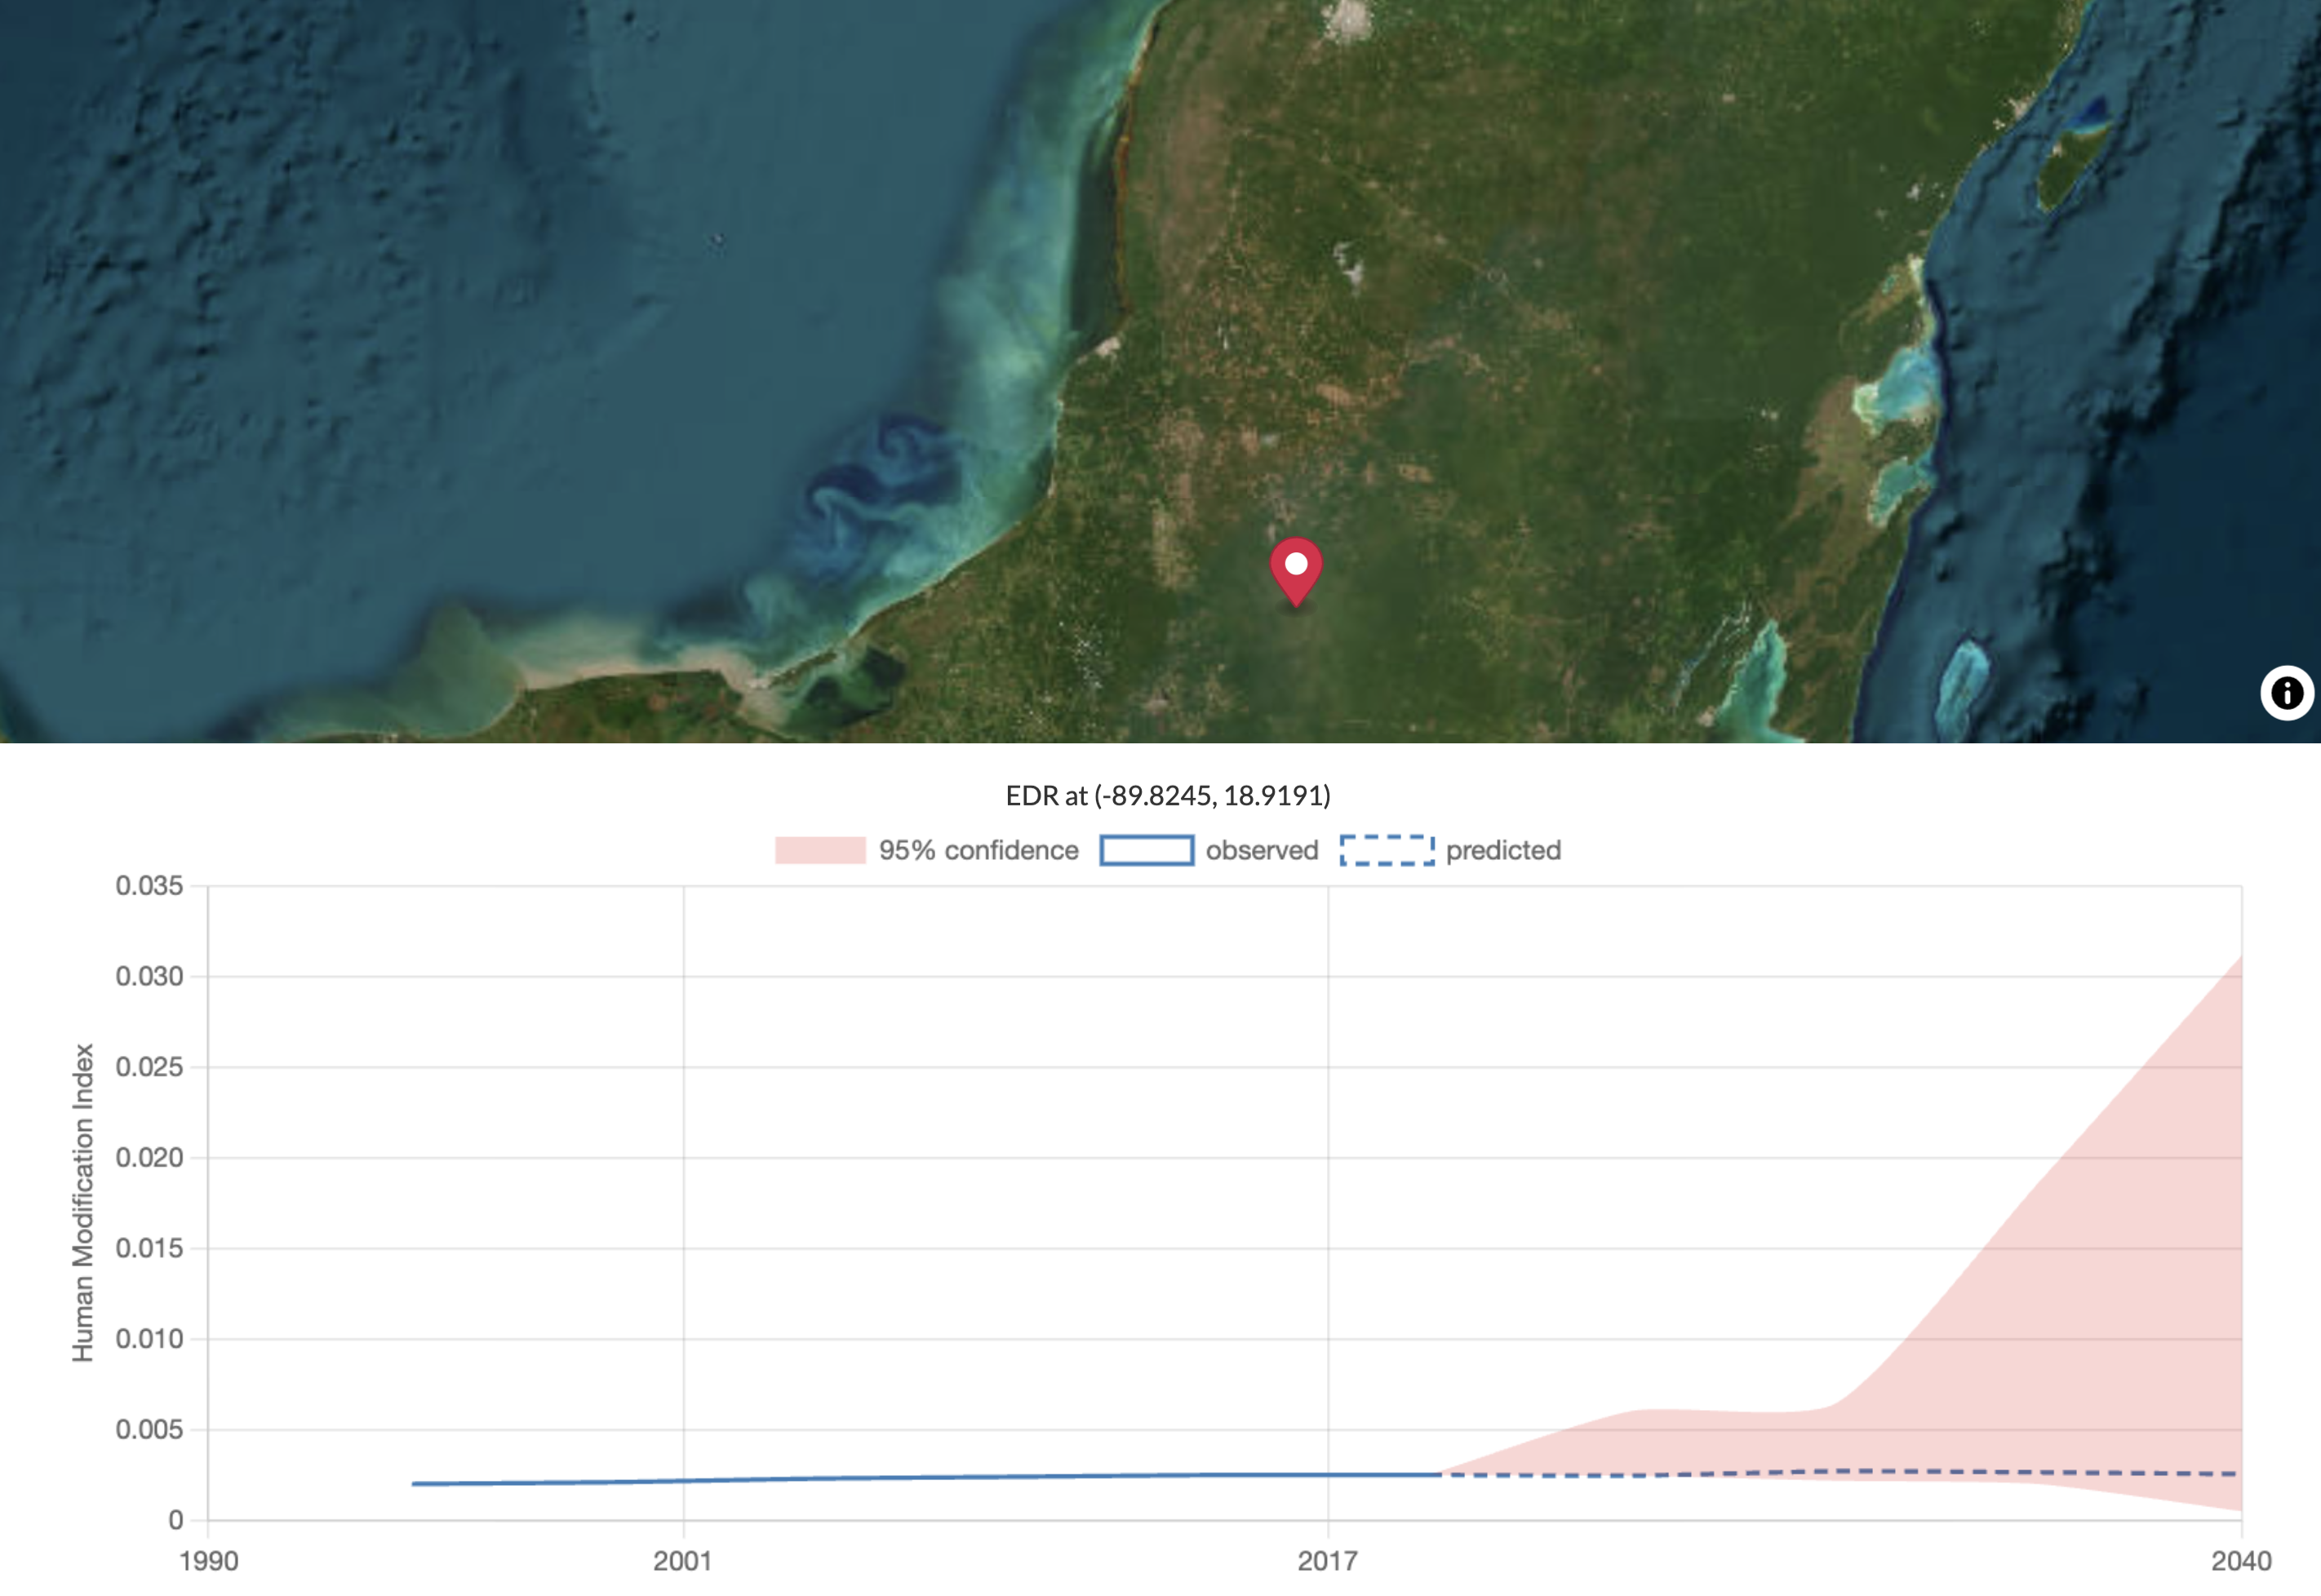 EDR at (-89.8245, 18.9191)
95% confidence observed predicted
0.035
0.030
0.025
0.020
0.015
0.010
0.005
0
Human Modification Index
1990 2001 2017 2040